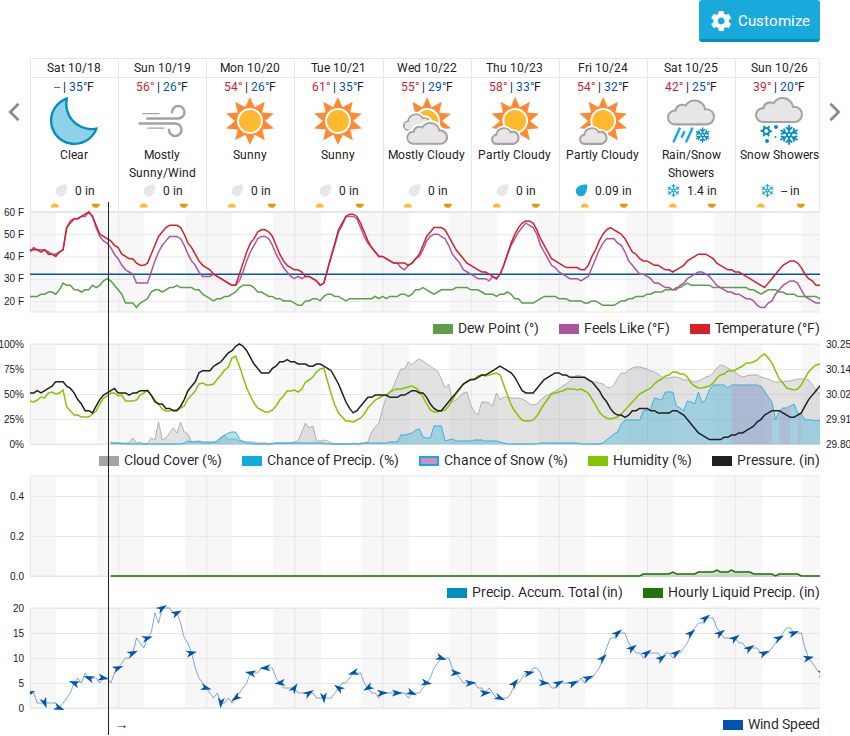 Customize
Sat 10/18 Sun 10/19 Mon 10/20 Tue 10/21 Wed 10/22 Thu 10/23 Fri 10/24 Sat 10/25 Sun 10/26
– | 35°F 56° | 26°F 54° | 26°F 61° | 35°F 55° | 29°F 58° | 33°F 54° | 32°F 42° | 25°F 39° | 20°F
Clear Mostly Sunny Sunny Mostly Cloudy Partly Cloudy Partly Cloudy Rain/Snow Snow Showers
Sunny/Wind Showers
0 in 0 in 0 in 0 in 0 in 0 in 0.09 in 1.4 in – in
60 F
50 F
40 F
30 F
20 F
Dew Point (°) Feels Like (°F) Temperature (°F)
100% 30.25
75% 30.14
50% 30.02
25% 29.91
0% 29.80
Cloud Cover (%) Chance of Precip. (%) Chance of Snow (%) Humidity (%) Pressure. (in)
0.4
0.2
0.0
Precip. Accum. Total (in) Hourly Liquid Precip. (in)
20
15
10
5
0
→ Wind Speed